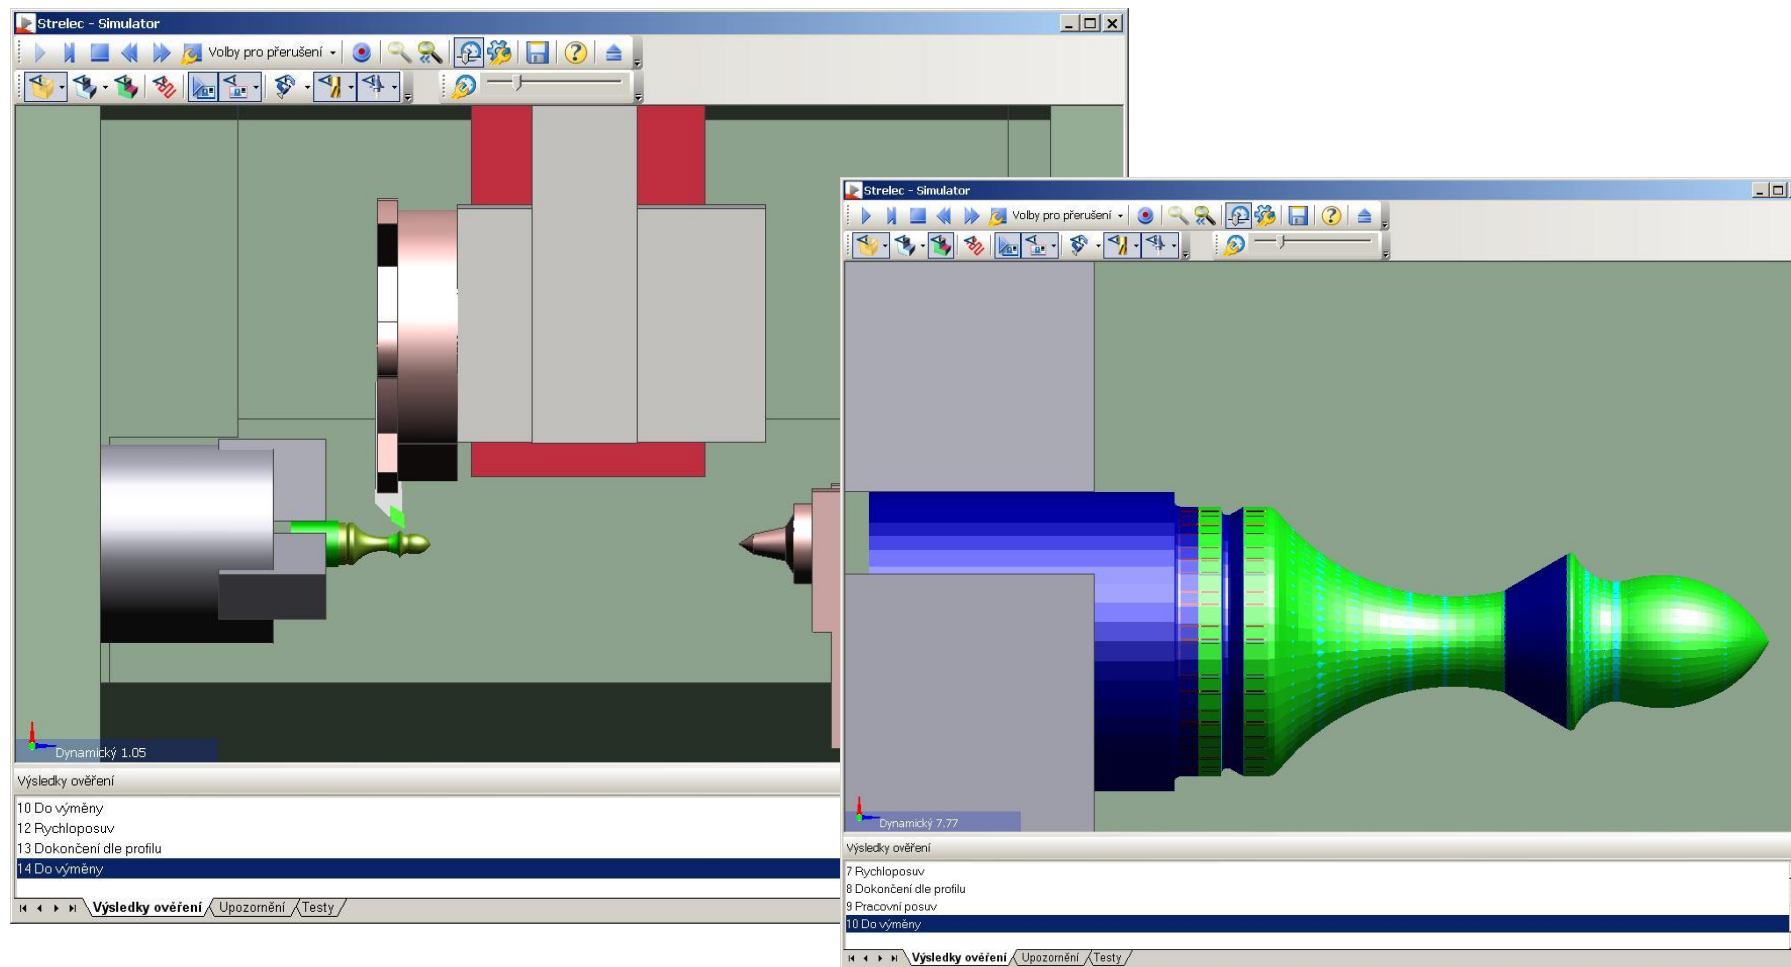 Strelec - Simulator
Volby pro přerušení
Dynamický 1.05
Výsledky ověření
10 Do výměny
12 Rychloposuv
13 Dokončení dle profilu
14 Do výměny
Výsledky ověření Upozornění Testy
Strelec - Simulator
Volby pro přerušení
Dynamický 7.77
Výsledky ověření
7 Rychloposuv
8 Dokončení dle profilu
9 Pracovní posuv
10 Do výměny
Výsledky ověření Upozornění Testy